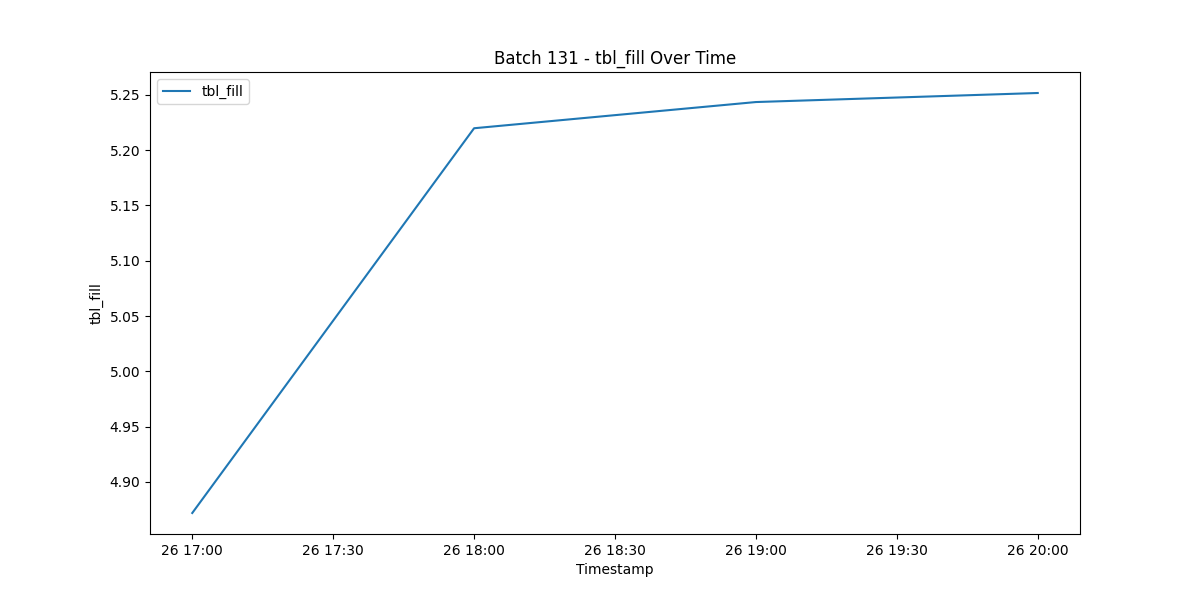 Batch 131 - tbl_fill Over Time
tbl_fill
5.25
5.20
5.15
5.10
5.05
5.00
4.95
4.90
tbl_fill
26 17:00 26 17:30 26 18:00 26 18:30 26 19:00 26 19:30 26 20:00
Timestamp